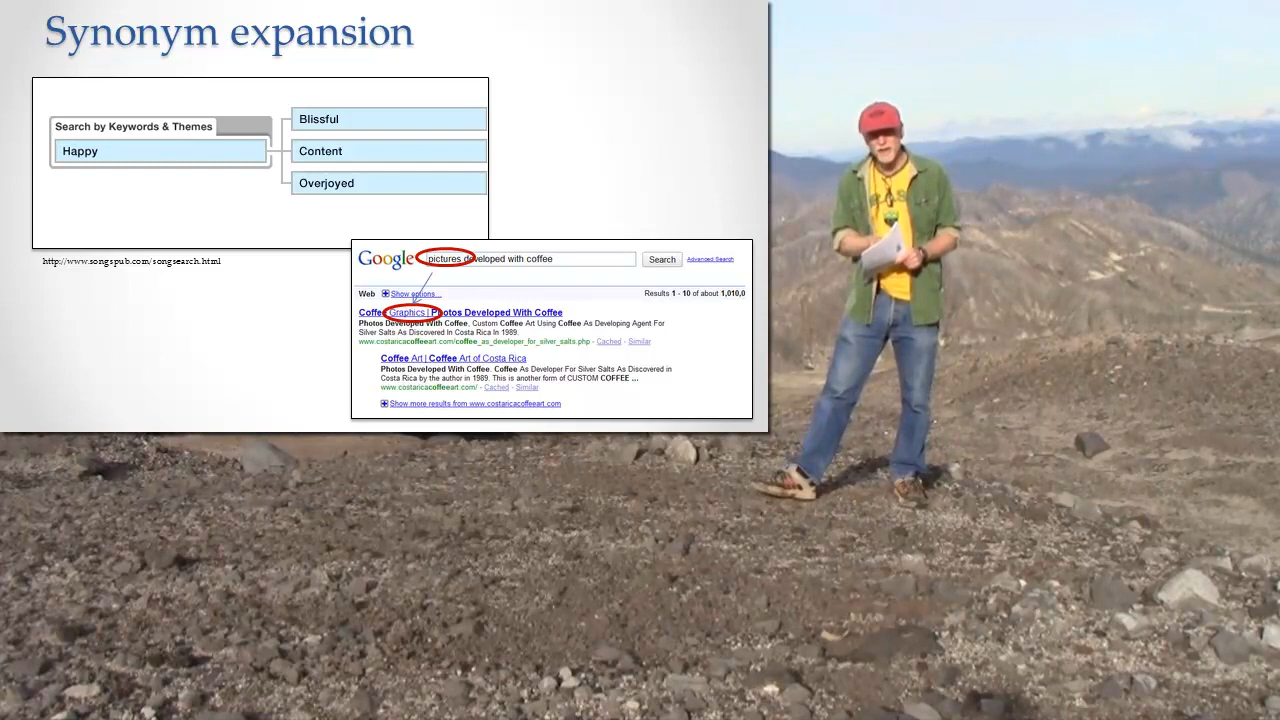 Synonym expansion
Search by Keywords & Themes
Happy
Blissful
Content
Overjoyed
http://www.songspub.com/songsearch.html
Google pictures developed with coffee Search Advanced Search
Web Show options... Results 1 - 10 of about 1,010,0
Coffee Graphics | Photos Developed With Coffee
Photos Developed With Coffee, Custom Coffee Art Using Coffee As Developing Agent For
Silver Salts As Discovered In Costa Rica In 1989.
www.costaricacoffeeart.com/coffee_as_developer_for_silver_salts.php - Cached - Similar
Coffee Art | Coffee Art of Costa Rica
Photos Developed With Coffee. Coffee As Developer For Silver Salts As Discovered in
Costa Rica by the author in 1989. This is another form of CUSTOM COFFEE ...
www.costaricacoffeeart.com/ - Cached - Similar
Show more results from www.costaricacoffeeart.com